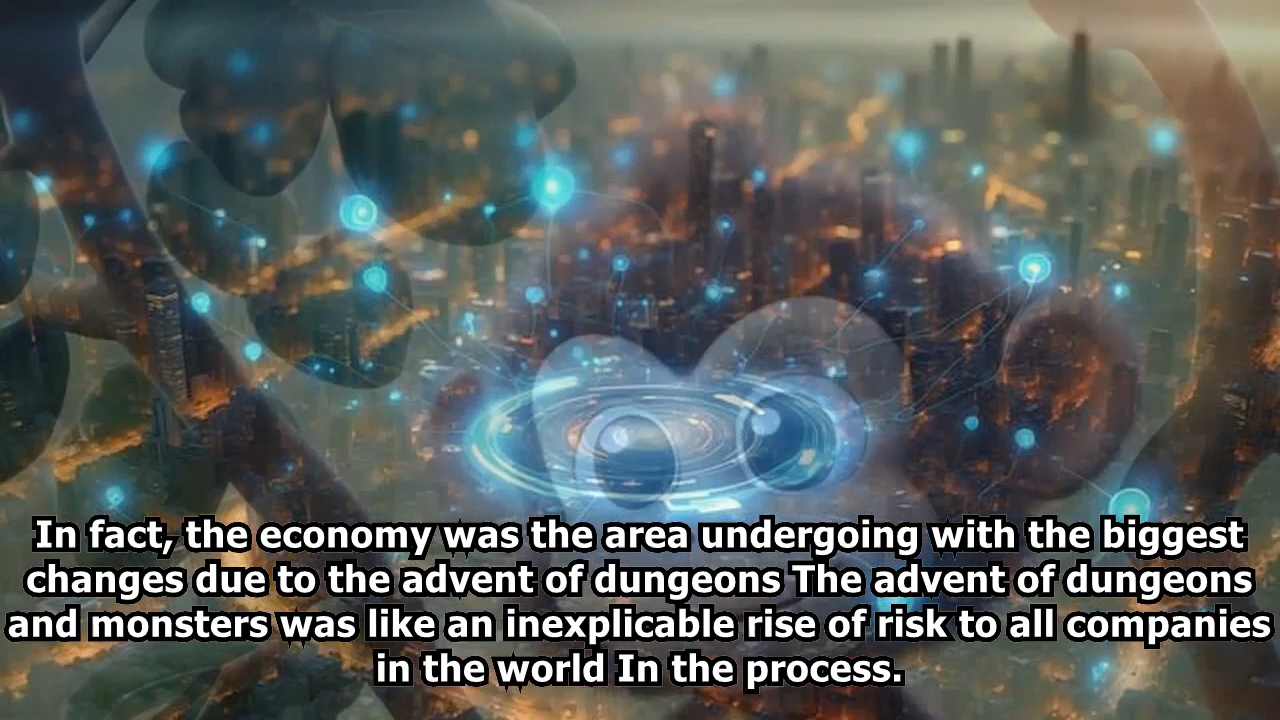 In fact, the economy was the area undergoing with the biggest
changes due to the advent of dungeons The advent of dungeons
and monsters was like an inexplicable rise of risk to all companies
in the world In the process.